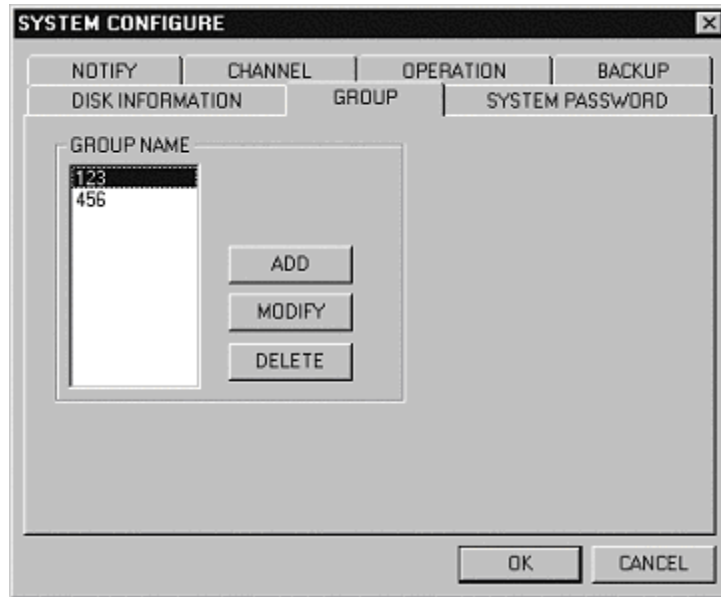 SYSTEM CONFIGURE
NOTIFY CHANNEL OPERATION BACKUP
DISK INFORMATION GROUP SYSTEM PASSWORD
GROUP NAME
123
456
ADD
MODIFY
DELETE
OK CANCEL